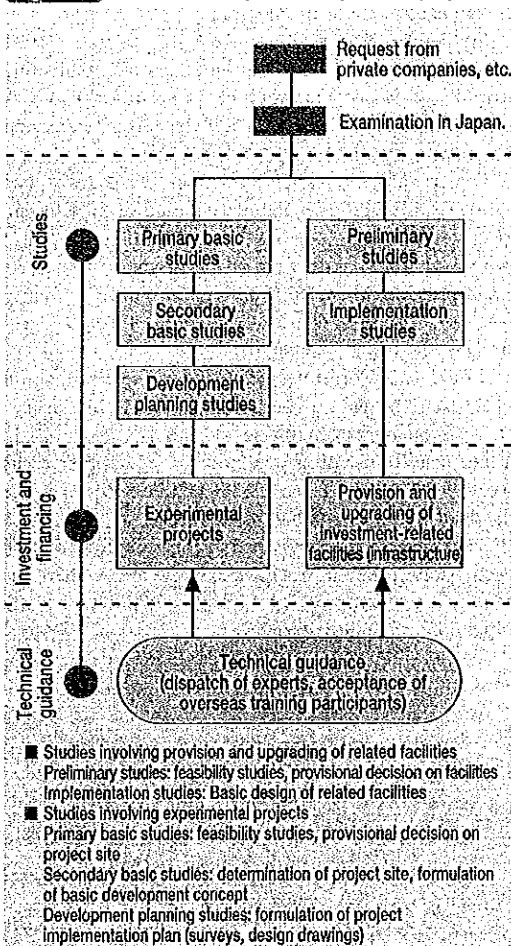 Request from
private companies, etc.
Examination in Japan.
Studies
Primary basic
studies
Preliminary
studies
Secondary
basic studies
Implementation
studies
Development
planning studies
Investment and
financing
Experimental
projects
Provision and
upgrading of
investment-related
facilities (infrastructure)
Technical
guidance
Technical guidance
(dispatch of experts, acceptance of
overseas training participants)
■ Studies involving provision and upgrading of related facilities
Preliminary studies: feasibility studies, provisional decision on facilities
Implementation studies: Basic design of related facilities
■ Studies involving experimental projects
Primary basic studies: feasibility studies, provisional decision on
project site
Secondary basic studies: determination of project site, formulation
of basic development concept
Development planning studies: formulation of project
implementation plan (surveys, design drawings)